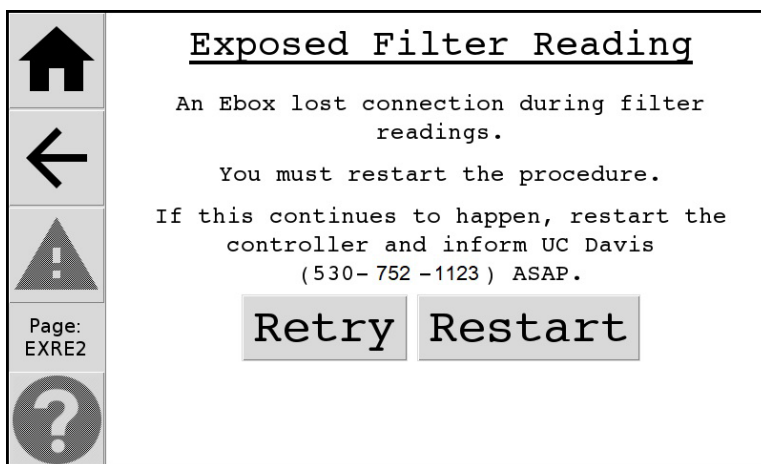 Exposed Filter Reading
An Ebox lost connection during filter
readings.
You must restart the procedure.
If this continues to happen, restart the
controller and inform UC Davis
(530-752-1123) ASAP.
Retry Restart
Page:
EXRE2